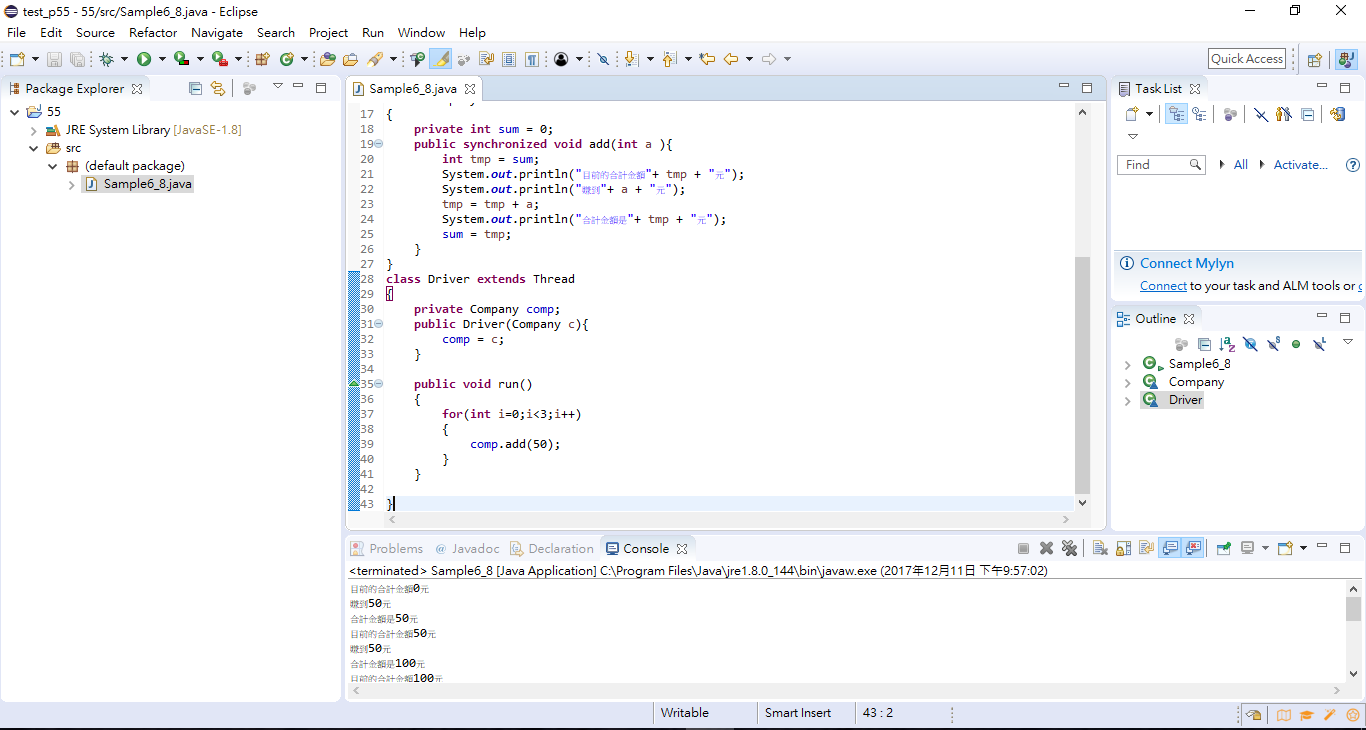 test_p55 - 55/src/Sample6_8.java - Eclipse
File Edit Source Refactor Navigate Search Project Run Window Help
Quick Access
Package Explorer
55
JRE System Library [JavaSE-1.8]
src
(default package)
Sample6_8.java
Sample6_8.java
17 {
18 private int sum = 0;
19 public synchronized void add(int a ){
20 int tmp = sum;
21 System.out.println("目前的合計金額"+ tmp + "元");
22 System.out.println("賺到"+ a + "元");
23 tmp = tmp + a;
24 System.out.println("合計金額是"+ tmp + "元");
25 sum = tmp;
26 }
27 }
28 class Driver extends Thread
29 {
30 private Company comp;
31 public Driver(Company c){
32 comp = c;
33 }
34
35 public void run()
36 {
37 for(int i=0;i<3;i++)
38 {
39 comp.add(50);
40 }
41 }
42
43 }
Task List
Find All Activate...
Connect Mylyn
Connect to your task and ALM tools or
Outline
Sample6_8
Company
Driver
Problems @ Javadoc Declaration Console
<terminated> Sample6_8 [Java Application] C:\Program Files\Java\jre1.8.0_144\bin\javaw.exe (2017年12月11日 下午9:57:02)
目前的合計金額0元
賺到50元
合計金額是50元
目前的合計金額50元
賺到50元
合計金額是100元
目前的合計金額100元
Writable Smart Insert 43 : 2